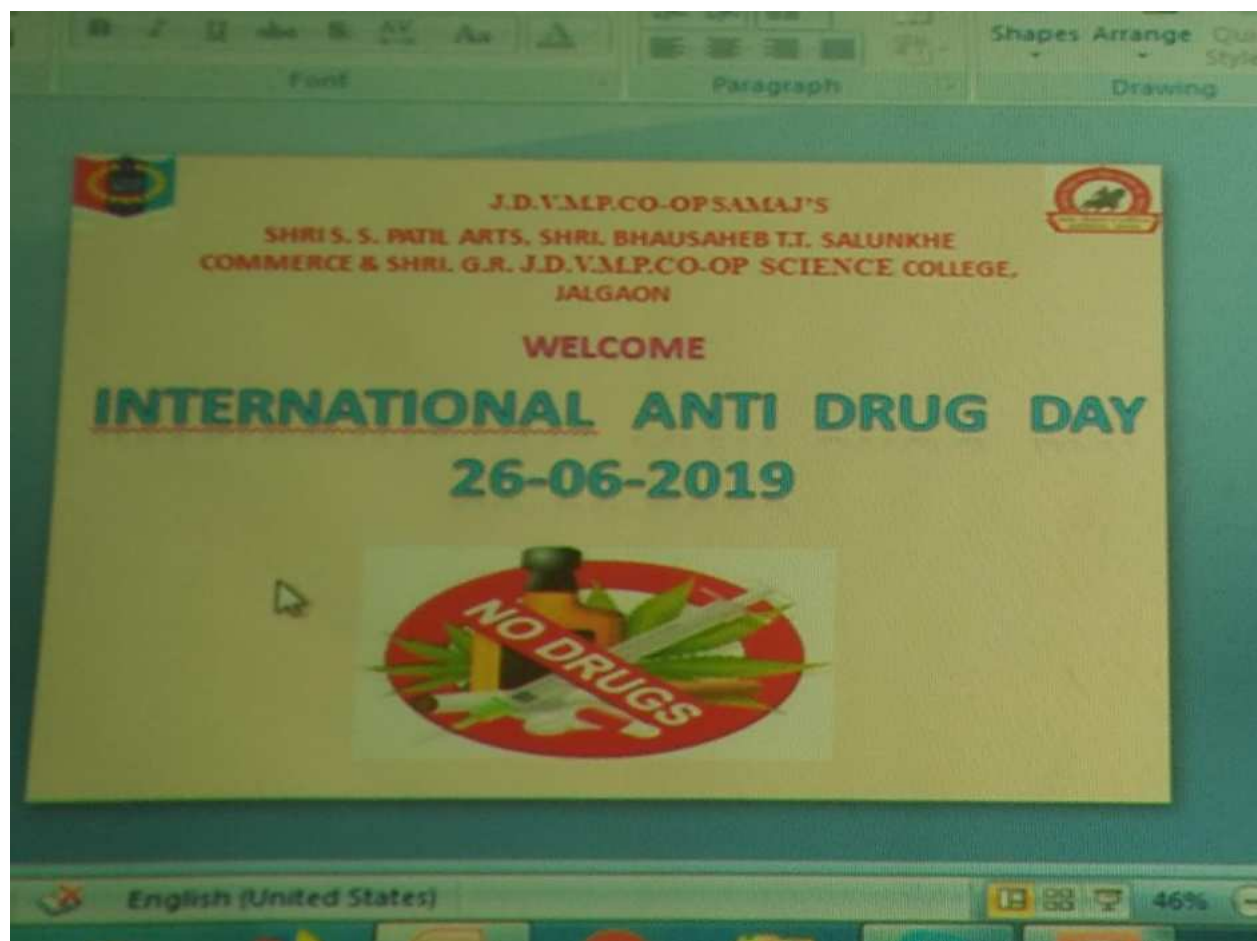 Shapes Arrange
Font Paragraph Drawing
J.D.V.M.P.CO-OP SAMAJ'S
SHRI S. S. PATIL ARTS, SHRI. BHAUSAHEB T.T. SALUNKHE
COMMERCE & SHRI. G.R. J.D.V.M.P.CO-OP SCIENCE COLLEGE,
JALGAON
WELCOME
INTERNATIONAL ANTI DRUG DAY
26-06-2019
NO DRUGS
English (United States) 46%